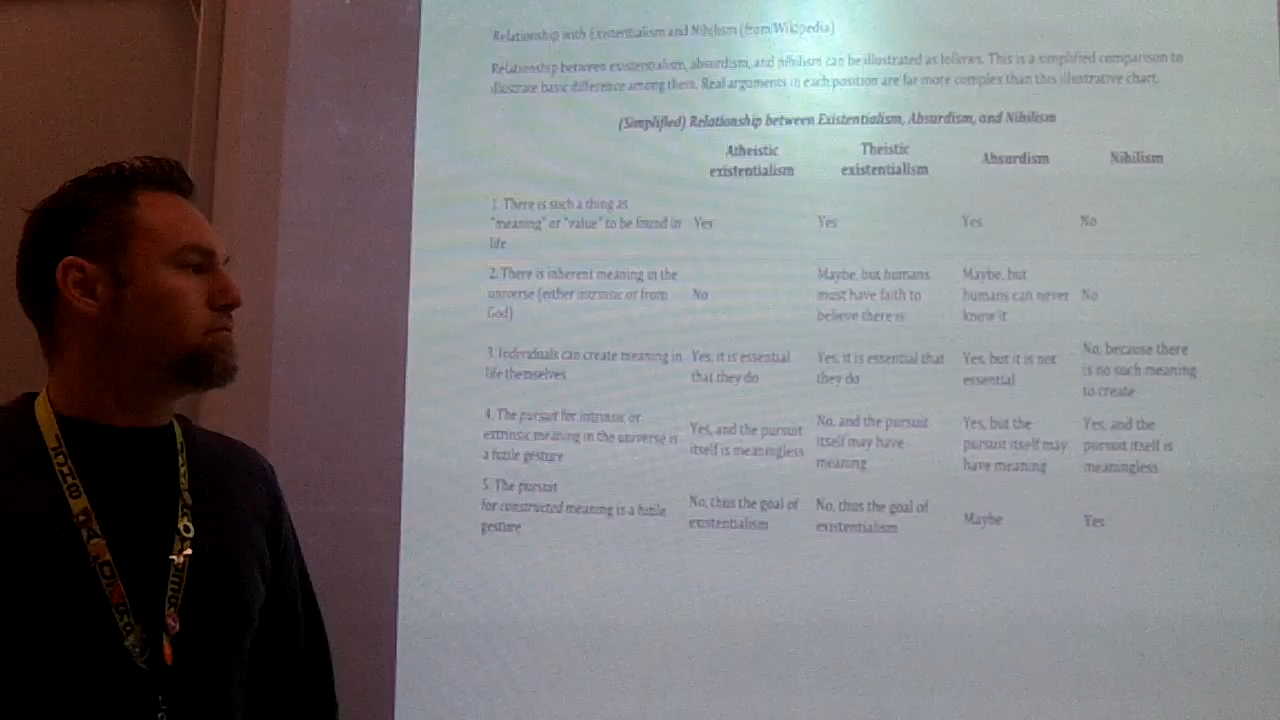 Relationship with Existentialism and Nihilism (from Wikipedia)
Relationship between existentialism, absurdism, and nihilism can be illustrated as follows. This is a simplified comparison to
illustrate basic difference among them. Real arguments in each position are far more complex than this illustrative chart.
(Simplified) Relationship between Existentialism, Absurdism, and Nihilism
Atheistic
existentialism
Theistic
existentialism
Absurdism
Nihilism
1. There is such a thing as
"meaning" or "value" to be found in
life
Yes
Yes
Yes
No
2. There is inherent meaning in the
universe (either intrinsic or from
God)
No
Maybe, but humans
must have faith to
believe there is
Maybe, but
humans can never
know it
No
3. Individuals can create meaning in
life themselves
Yes, it is essential
that they do
Yes, it is essential that
they do
Yes, but it is not
essential
No, because there
is no such meaning
to create
4. The pursuit for intrinsic or
extrinsic meaning in the universe is
a futile gesture
Yes, and the pursuit
itself is meaningless
No, and the pursuit
itself may have
meaning
Yes, but the
pursuit itself may
have meaning
Yes, and the
pursuit itself is
meaningless
5. The pursuit
for constructed meaning is a futile
gesture
No, thus the goal of
existentialism
No, thus the goal of
existentialism
Maybe
Yes